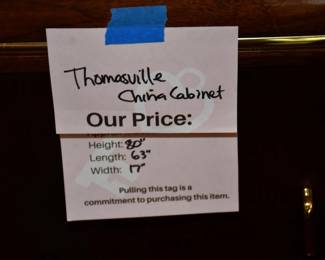 Thomasville
China Cabinet
Our Price:
Height: 80"
Length: 63"
Width: 17"
Pulling this tag is a
commitment to purchasing this item.